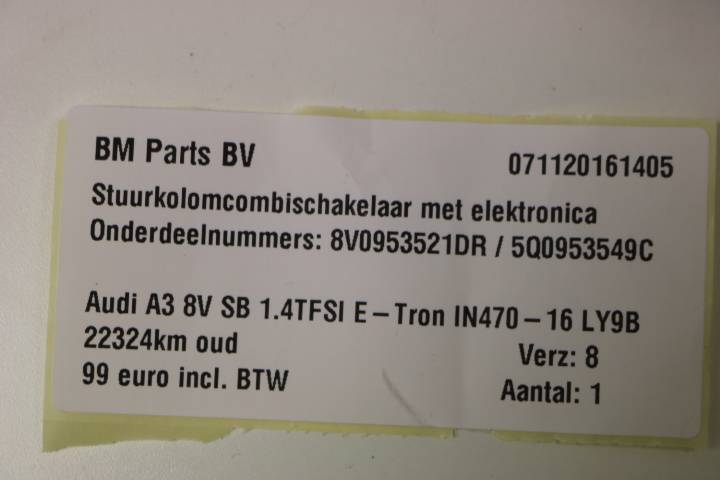 BM Parts BV 071120161405
Stuurkolomcombischakelaar met elektronica
Onderdeelnummers: 8V0953521DR / 5Q0953549C
Audi A3 8V SB 1.4TFSI E-Tron IN470-16 LY9B
22324km oud Verz: 8
99 euro incl. BTW Aantal: 1